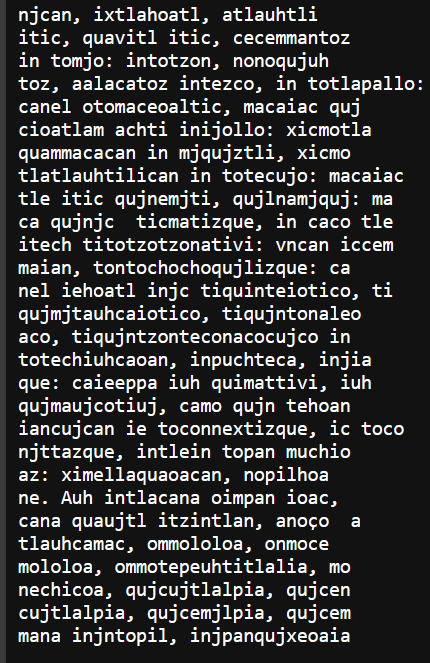 njcan, ixtlahoatl, atlauhtli
itic, quavitl itic, cecemmantoz
in tomjo: intotzon, nonoqujuh
toz, aalacatoz intezco, in totlapallo:
canel otomaceoaltic, macaiac quj
cioatlam achti inijollo: xicmotla
quammacacan in mjqujztli, xicmo
tlatlauhtilican in totecujo: macaiac
tle itic qujnemjti, qujlnamjquj: ma
ca qujnjc  ticmatizque, in caco tle
itech titotzotzonativi: vncan iccem
maian, tontochochoqujlizque: ca
nel iehoatl injc tiquinteiotico, ti
qujmjtauhcaiotico, tiqujntonaleo
aco, tiqujntzonteconacocujco in
totechiuhcaoan, inpuchteca, injia
que: caieeppa iuh quimattivi, iuh
qujmaujcotiuj, camo qujn tehoan
iancujcan ie toconnextizque, ic toco
njttazque, intlein topan muchio
az: ximellaquaoacan, nopilhoa
ne. Auh intlacana oimpan ioac,
cana quaujtl itzintlan, anoço  a
tlauhcamac, ommololoa, onmoce
mololoa, ommotepeuhtitlalia, mo
nechicoa, qujcujtlalpia, qujcen
cujtlalpia, qujcemjlpia, qujcem
mana injntopil, injpanqujxeoaia